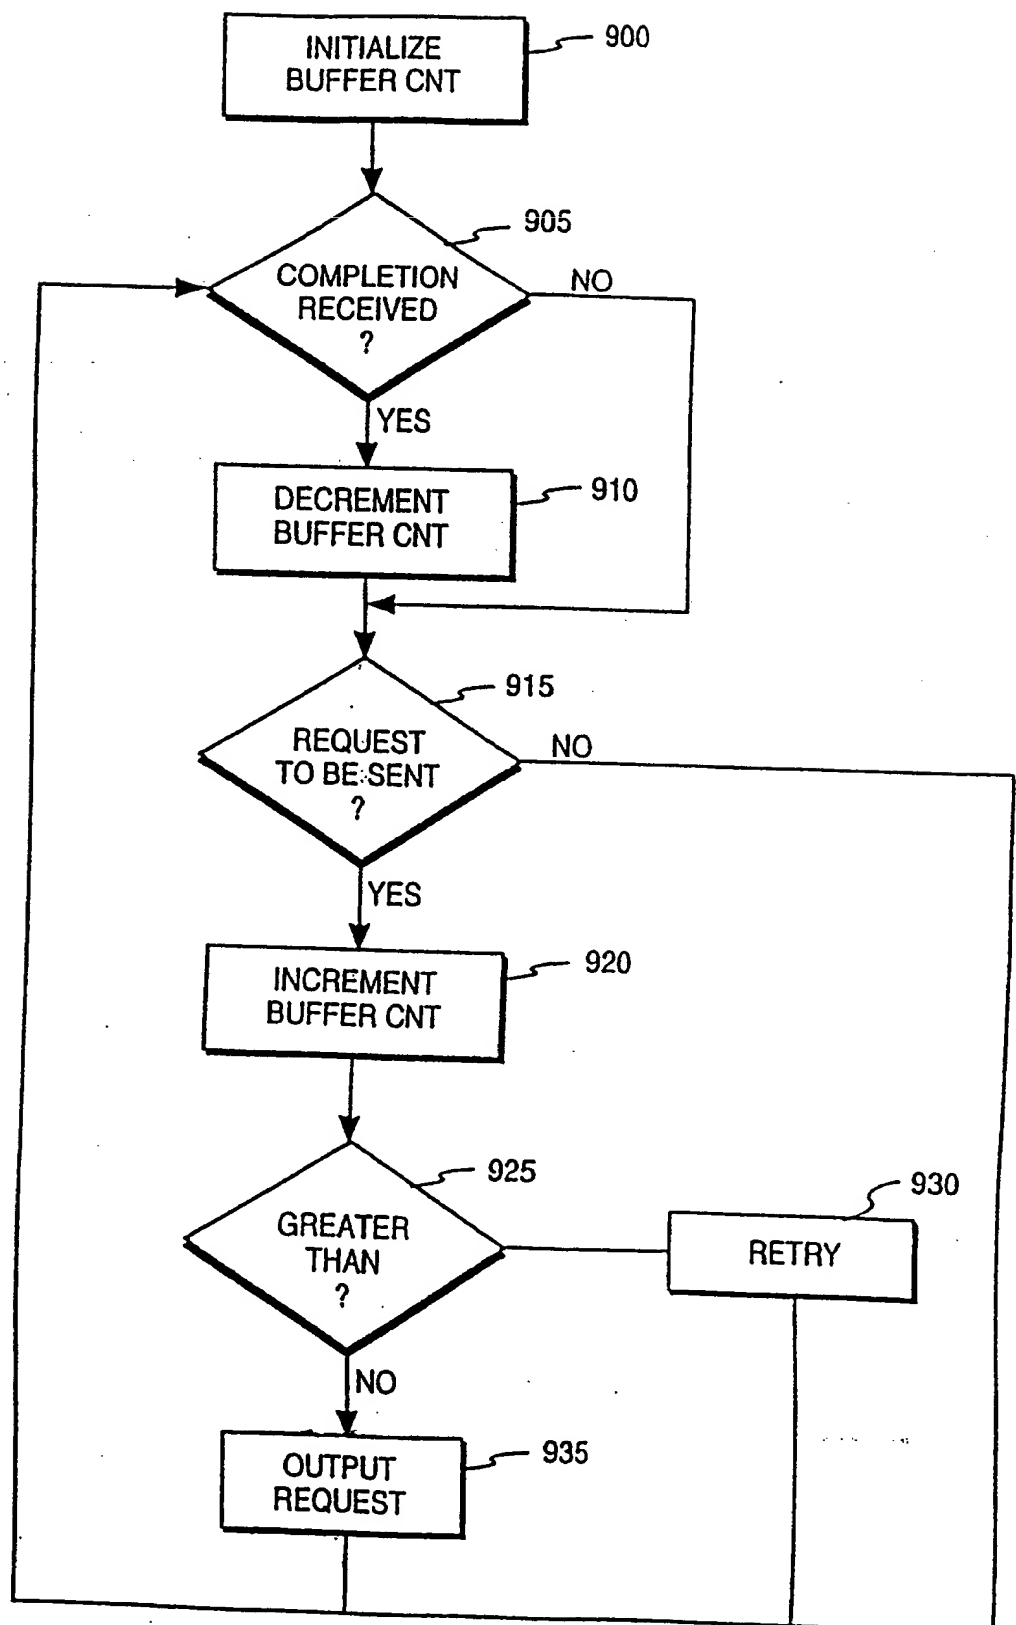 INITIALIZE
BUFFER CNT
900
COMPLETION
RECEIVED
?
905
NO
YES
DECREMENT
BUFFER CNT
910
REQUEST
TO BE SENT
?
915
NO
YES
INCREMENT
BUFFER CNT
920
GREATER
THAN
?
925
RETRY
930
NO
OUTPUT
REQUEST
935